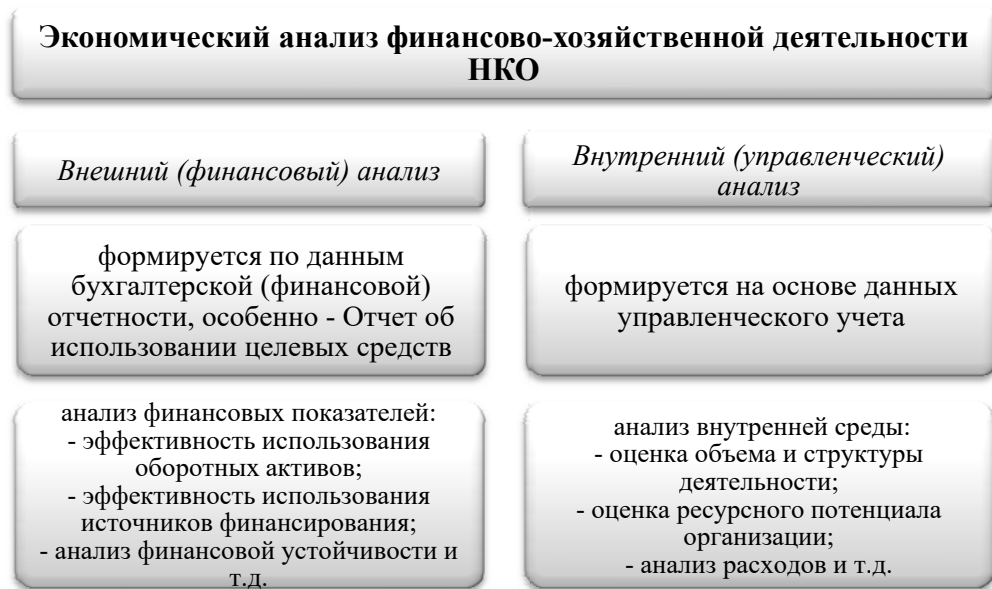 Экономический анализ финансово-хозяйственной деятельности
НКО
Внешний (финансовый) анализ
Внутренний (управленческий)
анализ
формируется по данным
бухгалтерской (финансовой)
отчетности, особенно - Отчет об
использовании целевых средств
формируется на основе данных
управленческого учета
анализ финансовых показателей:
- эффективность использования
оборотных активов;
- эффективность использования
источников финансирования;
- анализ финансовой устойчивости и
т.д.
анализ внутренней среды:
- оценка объема и структуры
деятельности;
- оценка ресурсного потенциала
организации;
- анализ расходов и т.д.